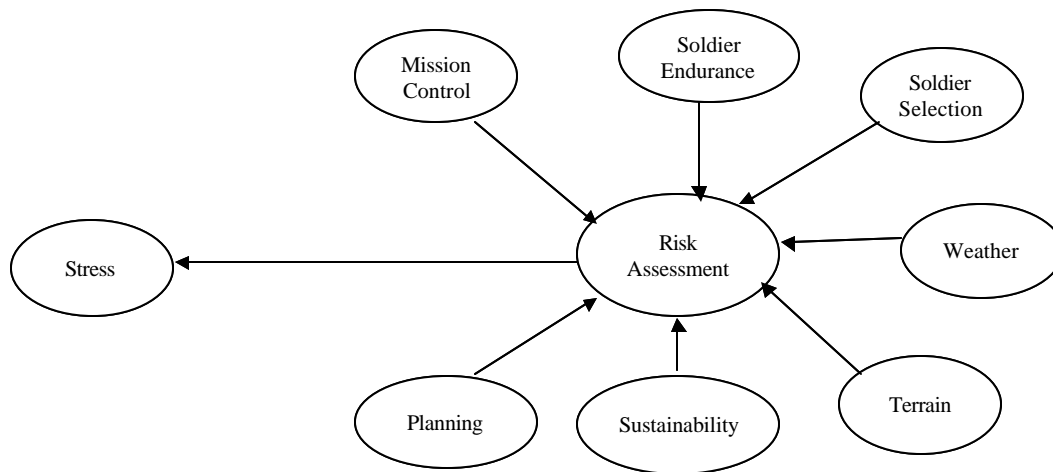 Mission
Control
Soldier
Endurance
Soldier
Selection
Stress
Risk
Assessment
Weather
Planning
Sustainability
Terrain